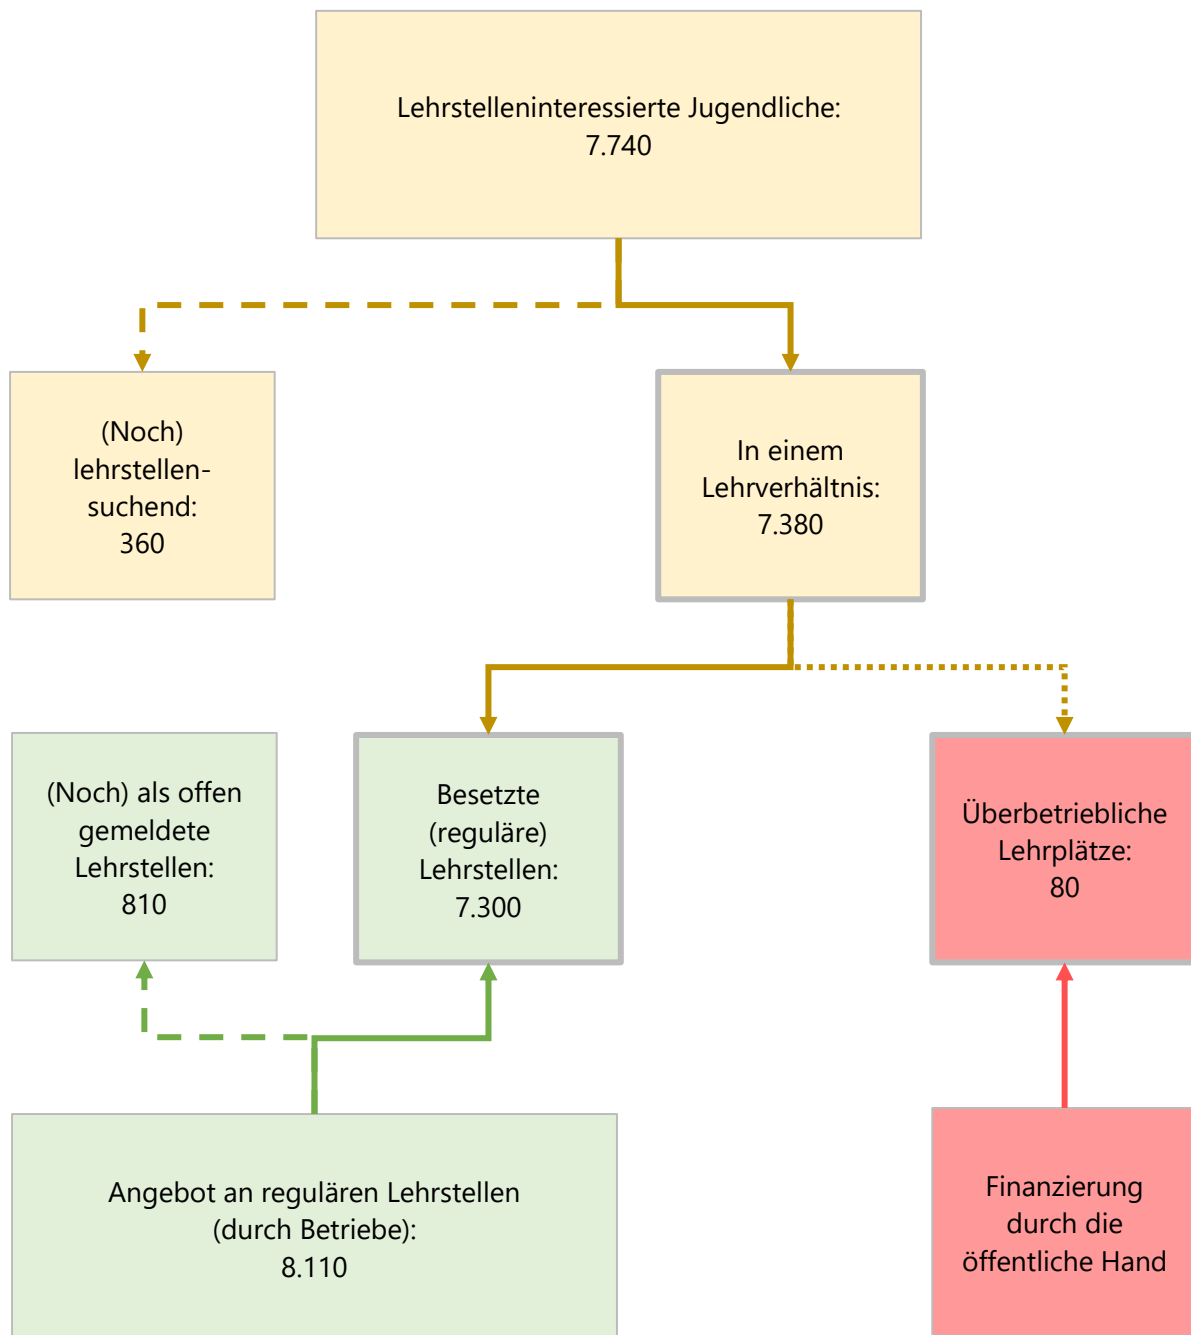 Lehrstelleninteressierte Jugendliche:
7.740
(Noch)
lehrstellen-
suchend:
360
In einem
Lehrverhältnis:
7.380
(Noch) als offen
gemeldete
Lehrstellen:
810
Besetzte
(reguläre)
Lehrstellen:
7.300
Überbetriebliche
Lehrplätze:
80
Angebot an regulären Lehrstellen
(durch Betriebe):
8.110
Finanzierung
durch die
öffentliche Hand